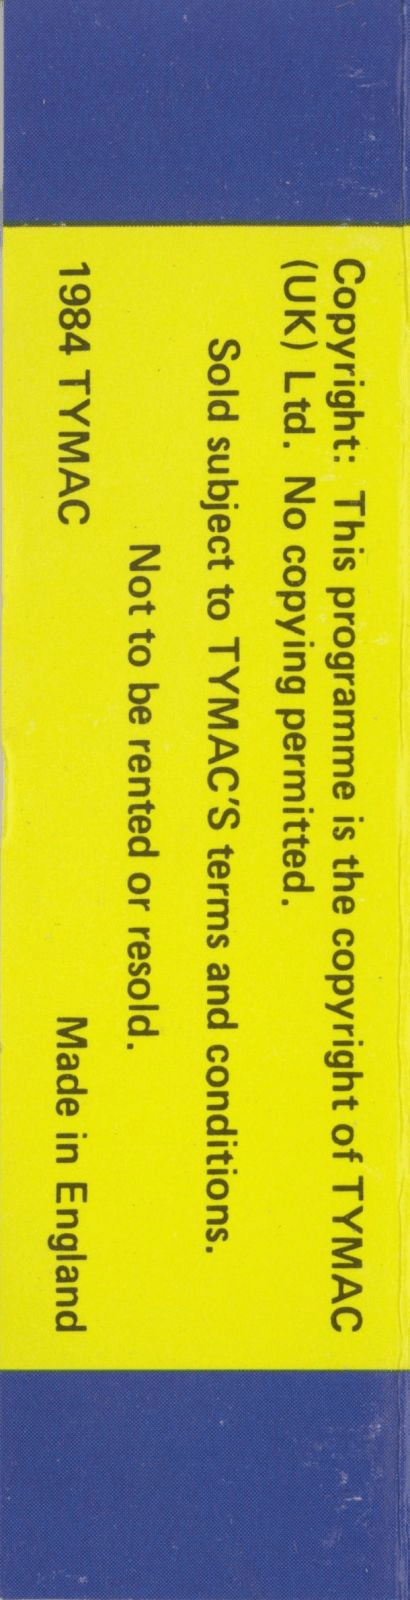 Copyright: This programme is the copyright of TYMAC
(UK) Ltd. No copying permitted.
Sold subject to TYMAC'S terms and conditions.
Not to be rented or resold.
1984 TYMAC Made in England